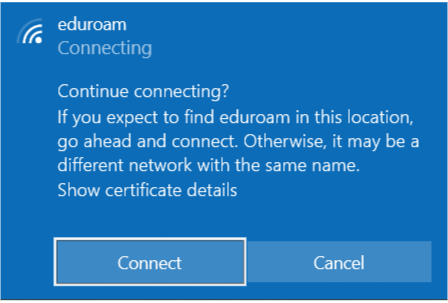 eduroam
Connecting
Continue connecting?
If you expect to find eduroam in this location,
go ahead and connect. Otherwise, it may be a
different network with the same name.
Show certificate details
Connect
Cancel